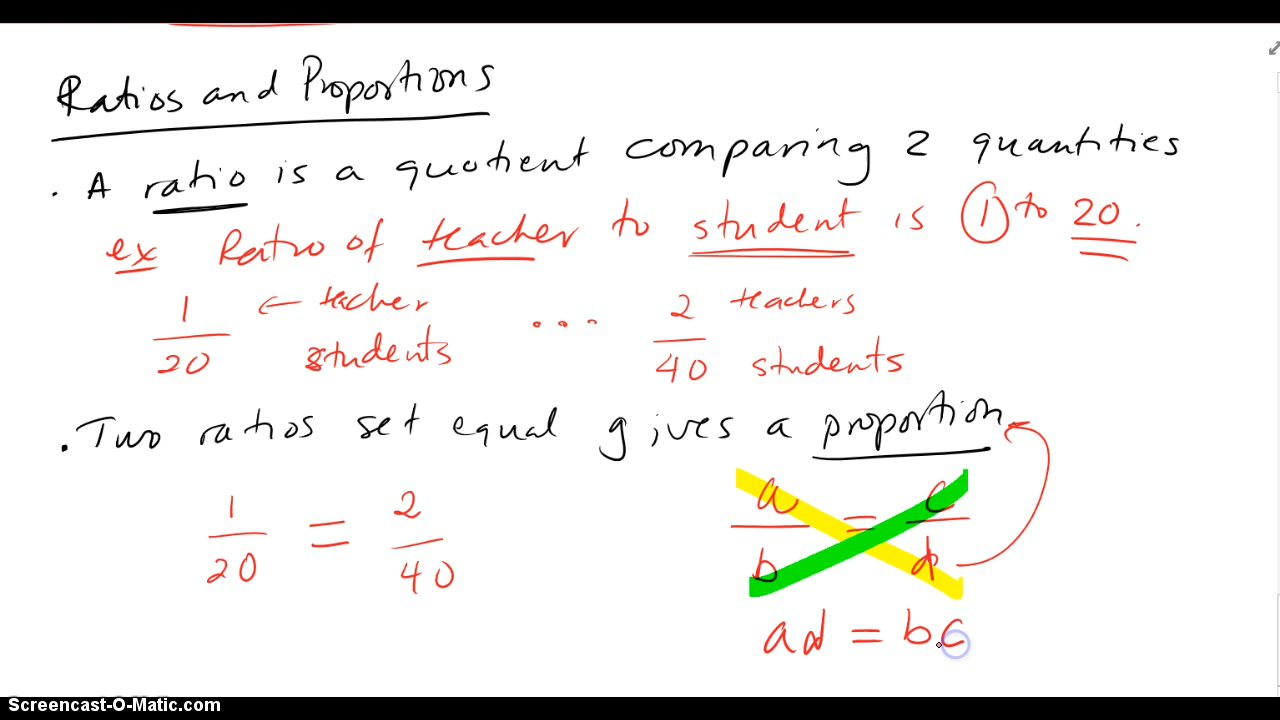 Ratios and Proportions
. A ratio is a quotient comparing 2 quantities
ex Ratio of teacher to student is 1 to 20.
1/20 ← teacher students ... 2/40 teachers students
. Two ratios set equal gives a proportion
1/20 = 2/40 a/b = c/d
ad = bc
Screencast-O-Matic.com